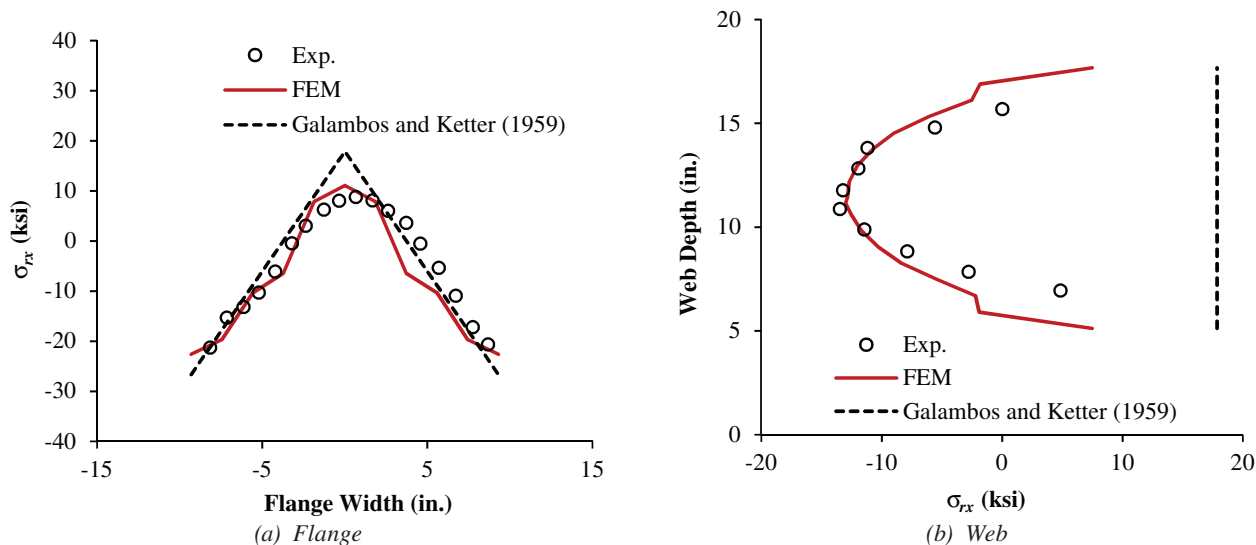 40
30
20
10
0
-10
-20
-30
-40
σrx (ksi)
Exp.
FEM
Galambos and Ketter (1959)
-15
-5
5
15
Flange Width (in.)
(a) Flange
20
15
10
5
0
Web Depth (in.)
Exp.
FEM
Galambos and Ketter (1959)
-20
-10
0
10
20
σrx (ksi)
(b) Web